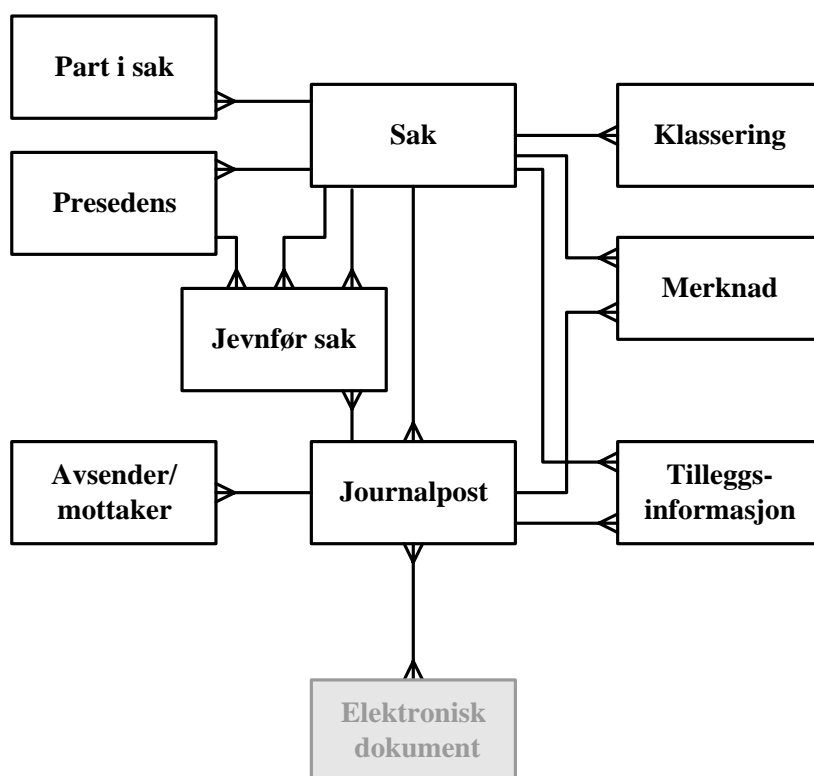 Part i sak
Sak
Klassering
Presedens
Merknad
Jevnfør sak
Avsender/
mottaker
Journalpost
Tilleggs-
informasjon
Elektronisk
dokument